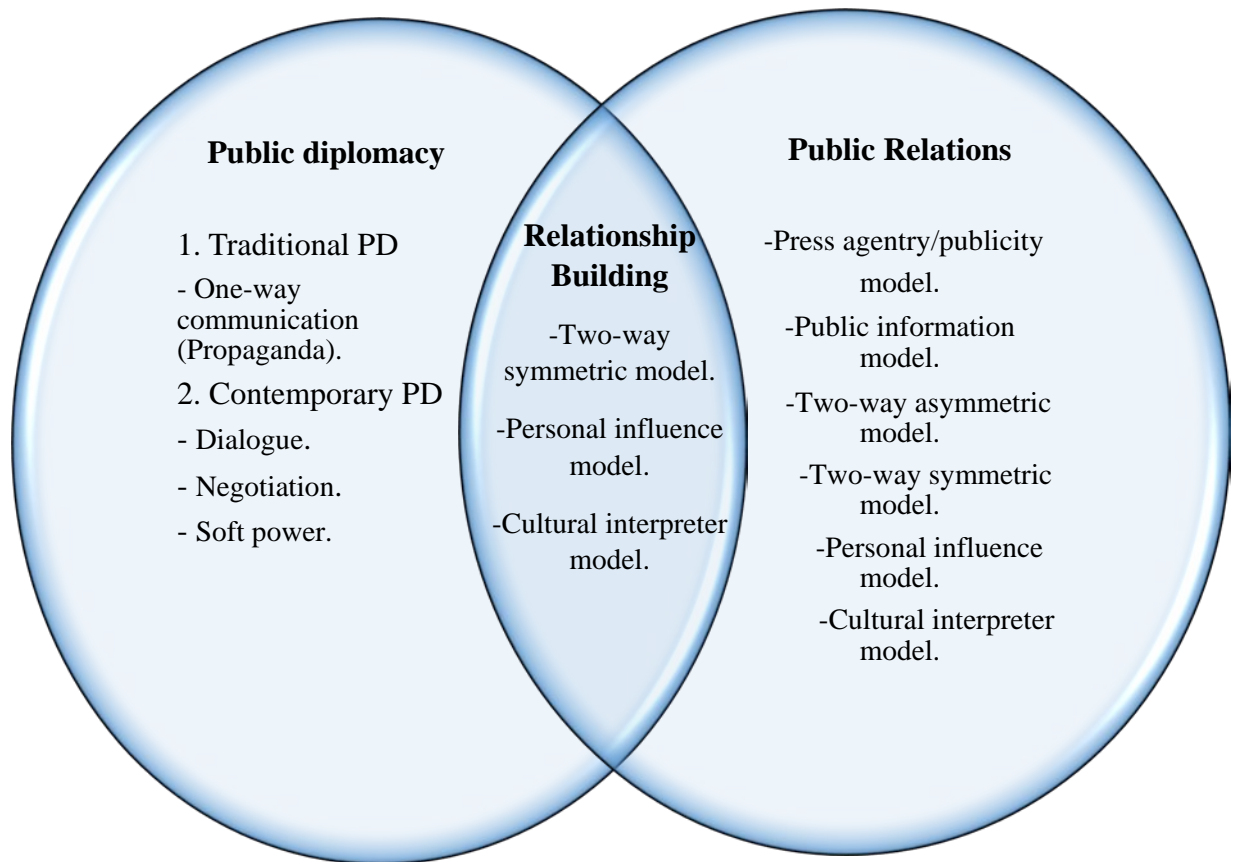 Public diplomacy
1. Traditional PD
- One-way
communication
(Propaganda).
2. Contemporary PD
- Dialogue.
- Negotiation.
- Soft power.
Relationship
Building
-Two-way
symmetric model.
-Personal influence
model.
-Cultural interpreter
model.
Public Relations
-Press agentry/publicity
model.
-Public information
model.
-Two-way asymmetric
model.
-Two-way symmetric
model.
-Personal influence
model.
-Cultural interpreter
model.